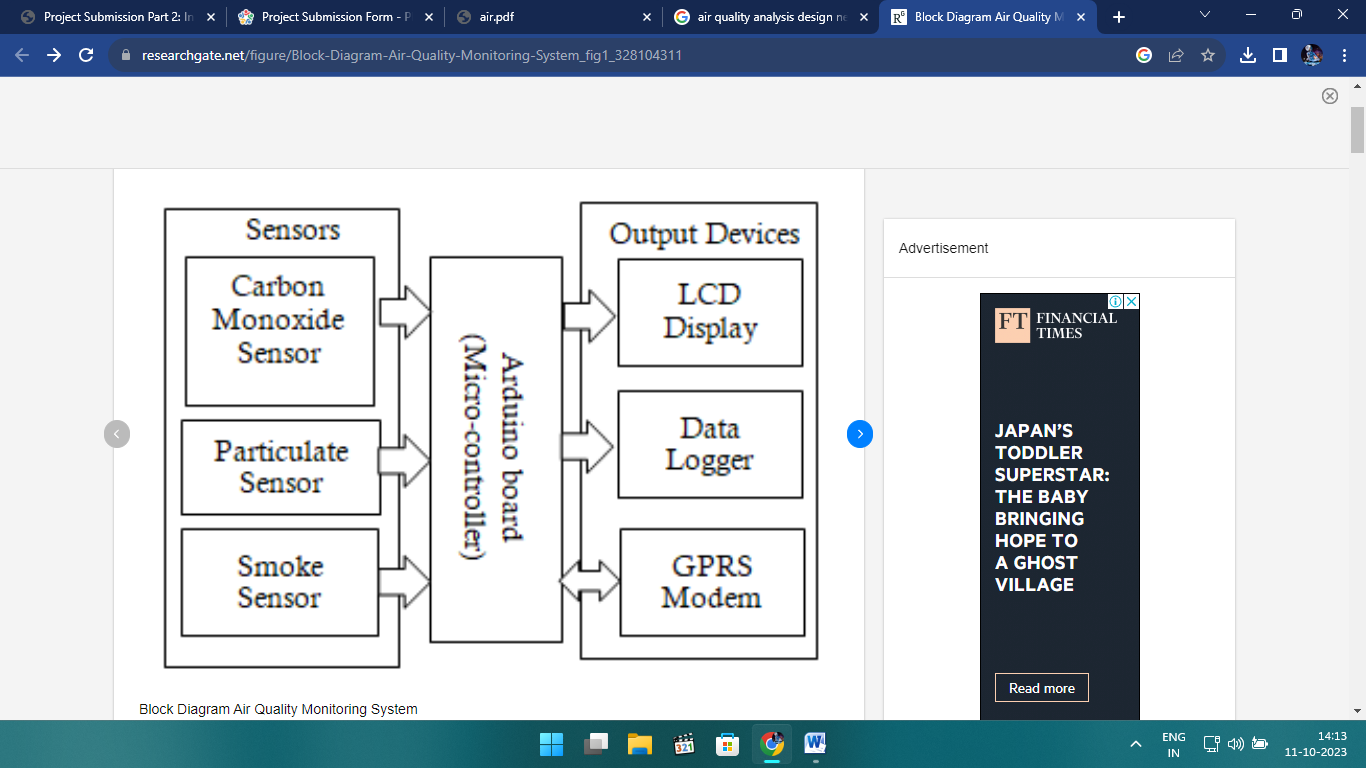 Project Submission Part 2: In
Project Submission Form - P
air.pdf
air quality analysis design ne
Block Diagram Air Quality M
researchgate.net/figure/Block-Diagram-Air-Quality-Monitoring-System_fig1_328104311
Sensors
Carbon
Monoxide
Sensor
Particulate
Sensor
Smoke
Sensor
Arduino board
(Micro-controller)
Output Devices
LCD
Display
Data
Logger
GPRS
Modem
Block Diagram Air Quality Monitoring System
Advertisement
FT FINANCIAL
TIMES
JAPAN’S
TODDLER
SUPERSTAR:
THE BABY
BRINGING
HOPE TO
A GHOST
VILLAGE
Read more
321
ENG
IN
14:13
11-10-2023